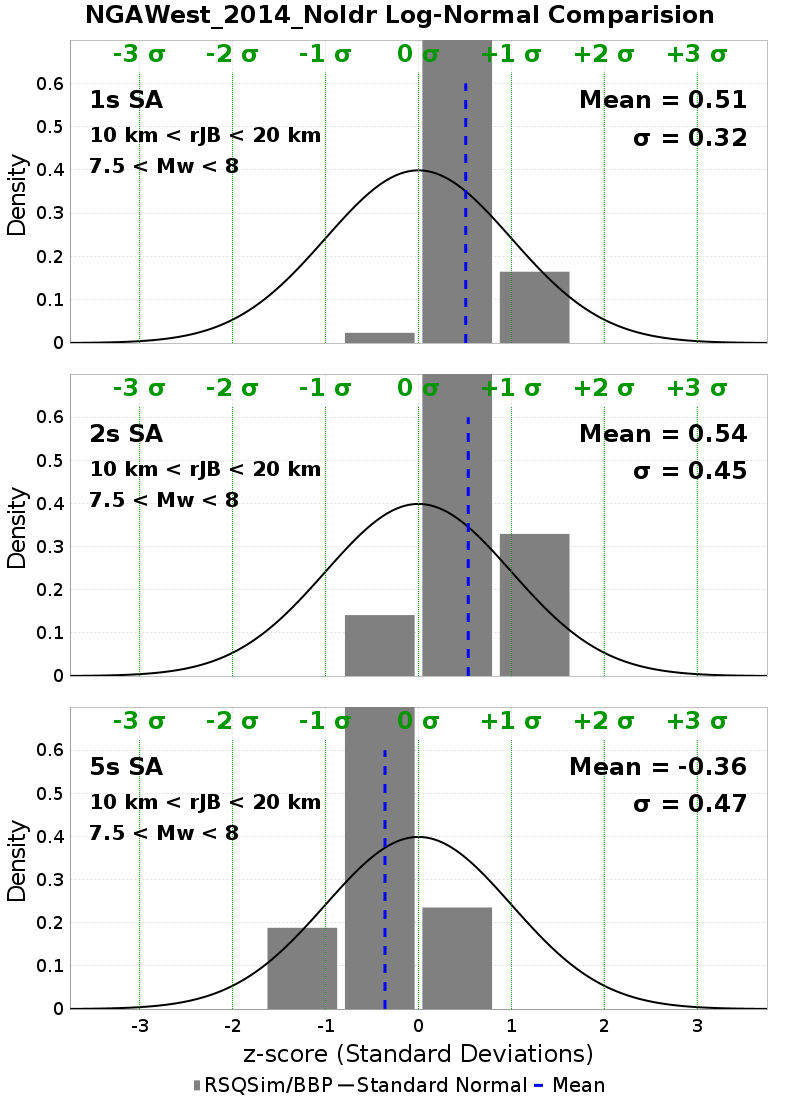 NGAWest_2014_NoIdr Log-Normal Comparision
-3 σ -2 σ -1 σ 0 σ +1 σ +2 σ +3 σ
1s SA
10 km < rJB < 20 km
7.5 < Mw < 8
Mean = 0.51
σ = 0.32
Density
0.6
0.5
0.4
0.3
0.2
0.1
0
-3 σ -2 σ -1 σ 0 σ +1 σ +2 σ +3 σ
2s SA
10 km < rJB < 20 km
7.5 < Mw < 8
Mean = 0.54
σ = 0.45
Density
0.6
0.5
0.4
0.3
0.2
0.1
0
-3 σ -2 σ -1 σ 0 σ +1 σ +2 σ +3 σ
5s SA
10 km < rJB < 20 km
7.5 < Mw < 8
Mean = -0.36
σ = 0.47
Density
0.6
0.5
0.4
0.3
0.2
0.1
0
-3 -2 -1 0 1 2 3
z-score (Standard Deviations)
RSQSim/BBP Standard Normal Mean